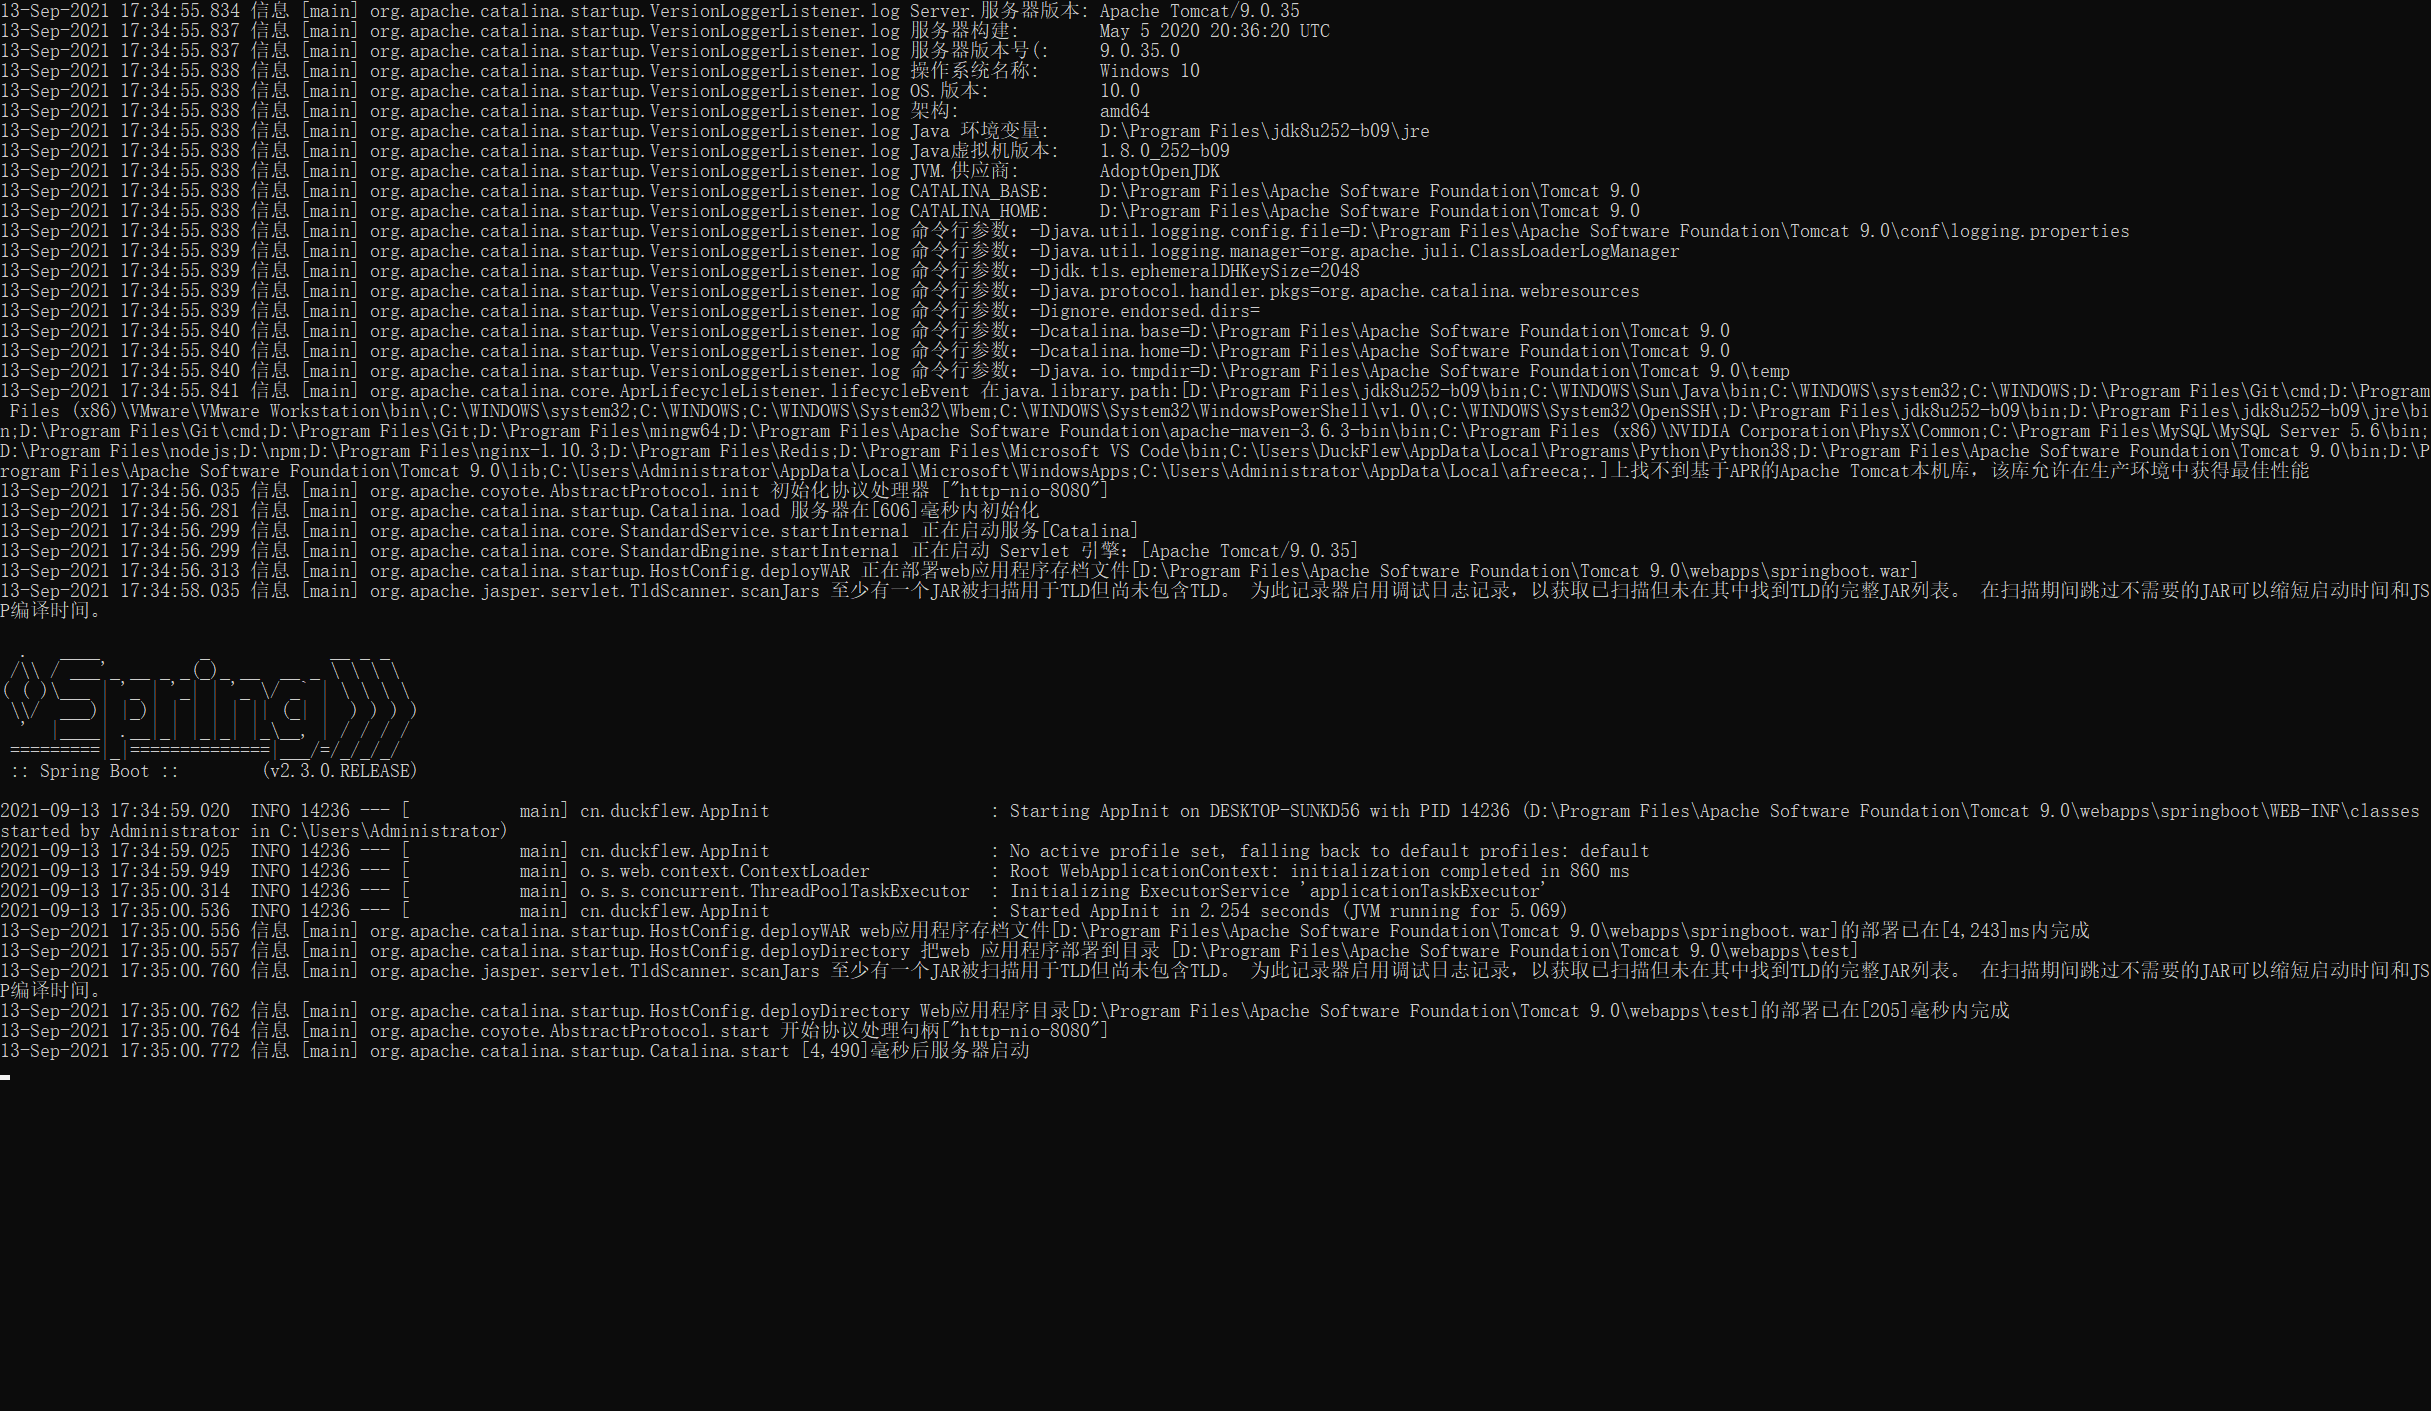 13-Sep-2021 17:34:55.834 信息 [main] org.apache.catalina.startup.VersionLoggerListener.log Server.服务器版本: Apache Tomcat/9.0.35
13-Sep-2021 17:34:55.837 信息 [main] org.apache.catalina.startup.VersionLoggerListener.log 服务器构建:        May 5 2020 20:36:20 UTC
13-Sep-2021 17:34:55.837 信息 [main] org.apache.catalina.startup.VersionLoggerListener.log 服务器版本号(:     9.0.35.0
13-Sep-2021 17:34:55.838 信息 [main] org.apache.catalina.startup.VersionLoggerListener.log 操作系统名称:      Windows 10
13-Sep-2021 17:34:55.838 信息 [main] org.apache.catalina.startup.VersionLoggerListener.log OS.版本:           10.0
13-Sep-2021 17:34:55.838 信息 [main] org.apache.catalina.startup.VersionLoggerListener.log 架构:              amd64
13-Sep-2021 17:34:55.838 信息 [main] org.apache.catalina.startup.VersionLoggerListener.log Java 环境变量:     D:\Program Files\jdk8u252-b09\jre
13-Sep-2021 17:34:55.838 信息 [main] org.apache.catalina.startup.VersionLoggerListener.log Java虚拟机版本:    1.8.0_252-b09
13-Sep-2021 17:34:55.838 信息 [main] org.apache.catalina.startup.VersionLoggerListener.log JVM.供应商:        AdoptOpenJDK
13-Sep-2021 17:34:55.838 信息 [main] org.apache.catalina.startup.VersionLoggerListener.log CATALINA_BASE:     D:\Program Files\Apache Software Foundation\Tomcat 9.0
13-Sep-2021 17:34:55.838 信息 [main] org.apache.catalina.startup.VersionLoggerListener.log CATALINA_HOME:     D:\Program Files\Apache Software Foundation\Tomcat 9.0
13-Sep-2021 17:34:55.838 信息 [main] org.apache.catalina.startup.VersionLoggerListener.log 命令行参数：-Djava.util.logging.config.file=D:\Program Files\Apache Software Foundation\Tomcat 9.0\conf\logging.properties
13-Sep-2021 17:34:55.839 信息 [main] org.apache.catalina.startup.VersionLoggerListener.log 命令行参数：-Djava.util.logging.manager=org.apache.juli.ClassLoaderLogManager
13-Sep-2021 17:34:55.839 信息 [main] org.apache.catalina.startup.VersionLoggerListener.log 命令行参数：-Djdk.tls.ephemeralDHKeySize=2048
13-Sep-2021 17:34:55.839 信息 [main] org.apache.catalina.startup.VersionLoggerListener.log 命令行参数：-Djava.protocol.handler.pkgs=org.apache.catalina.webresources
13-Sep-2021 17:34:55.839 信息 [main] org.apache.catalina.startup.VersionLoggerListener.log 命令行参数：-Dignore.endorsed.dirs=
13-Sep-2021 17:34:55.840 信息 [main] org.apache.catalina.startup.VersionLoggerListener.log 命令行参数：-Dcatalina.base=D:\Program Files\Apache Software Foundation\Tomcat 9.0
13-Sep-2021 17:34:55.840 信息 [main] org.apache.catalina.startup.VersionLoggerListener.log 命令行参数：-Dcatalina.home=D:\Program Files\Apache Software Foundation\Tomcat 9.0
13-Sep-2021 17:34:55.840 信息 [main] org.apache.catalina.startup.VersionLoggerListener.log 命令行参数：-Djava.io.tmpdir=D:\Program Files\Apache Software Foundation\Tomcat 9.0\temp
13-Sep-2021 17:34:55.841 信息 [main] org.apache.catalina.core.AprLifecycleListener.lifecycleEvent 在java.library.path:[D:\Program Files\jdk8u252-b09\bin;C:\WINDOWS\Sun\Java\bin;C:\WINDOWS\system32;C:\WINDOWS;D:\Program Files\Git\cmd;D:\Program
 Files (x86)\VMware\VMware Workstation\bin\;C:\WINDOWS\system32;C:\WINDOWS;C:\WINDOWS\System32\Wbem;C:\WINDOWS\System32\WindowsPowerShell\v1.0\;C:\WINDOWS\System32\OpenSSH\;D:\Program Files\jdk8u252-b09\bin;D:\Program Files\jdk8u252-b09\jre\bi
n;D:\Program Files\Git\cmd;D:\Program Files\Git;D:\Program Files\mingw64;D:\Program Files\Apache Software Foundation\apache-maven-3.6.3-bin\bin;C:\Program Files (x86)\NVIDIA Corporation\PhysX\Common;C:\Program Files\MySQL\MySQL Server 5.6\bin;
D:\Program Files\nodejs;D:\npm;D:\Program Files\nginx-1.10.3;D:\Program Files\Redis;D:\Program Files\Microsoft VS Code\bin;C:\Users\DuckFlew\AppData\Local\Programs\Python\Python38;D:\Program Files\Apache Software Foundation\Tomcat 9.0\bin;D:\P
rogram Files\Apache Software Foundation\Tomcat 9.0\lib;C:\Users\Administrator\AppData\Local\Microsoft\WindowsApps;C:\Users\Administrator\AppData\Local\afreeca;.]上找不到基于APR的Apache Tomcat本机库，该库允许在生产环境中获得最佳性能
13-Sep-2021 17:34:56.035 信息 [main] org.apache.coyote.AbstractProtocol.init 初始化协议处理器 ["http-nio-8080"]
13-Sep-2021 17:34:56.281 信息 [main] org.apache.catalina.startup.Catalina.load 服务器在[606]毫秒内初始化
13-Sep-2021 17:34:56.299 信息 [main] org.apache.catalina.core.StandardService.startInternal 正在启动服务[Catalina]
13-Sep-2021 17:34:56.299 信息 [main] org.apache.catalina.core.StandardEngine.startInternal 正在启动 Servlet 引擎：[Apache Tomcat/9.0.35]
13-Sep-2021 17:34:56.313 信息 [main] org.apache.catalina.startup.HostConfig.deployWAR 正在部署web应用程序存档文件[D:\Program Files\Apache Software Foundation\Tomcat 9.0\webapps\springboot.war]
13-Sep-2021 17:34:58.035 信息 [main] org.apache.jasper.servlet.TldScanner.scanJars 至少有一个JAR被扫描用于TLD但尚未包含TLD。 为此记录器启用调试日志记录，以获取已扫描但未在其中找到TLD的完整JAR列表。 在扫描期间跳过不需要的JAR可以缩短启动时间和JS
P编译时间。
Spring
 :: Spring Boot ::        (v2.3.0.RELEASE)
2021-09-13 17:34:59.020  INFO 14236 --- [           main] cn.duckflew.AppInit                      : Starting AppInit on DESKTOP-SUNKD56 with PID 14236 (D:\Program Files\Apache Software Foundation\Tomcat 9.0\webapps\springboot\WEB-INF\classes
started by Administrator in C:\Users\Administrator)
2021-09-13 17:34:59.025  INFO 14236 --- [           main] cn.duckflew.AppInit                      : No active profile set, falling back to default profiles: default
2021-09-13 17:34:59.949  INFO 14236 --- [           main] o.s.web.context.ContextLoader            : Root WebApplicationContext: initialization completed in 860 ms
2021-09-13 17:35:00.314  INFO 14236 --- [           main] o.s.s.concurrent.ThreadPoolTaskExecutor  : Initializing ExecutorService 'applicationTaskExecutor'
2021-09-13 17:35:00.536  INFO 14236 --- [           main] cn.duckflew.AppInit                      : Started AppInit in 2.254 seconds (JVM running for 5.069)
13-Sep-2021 17:35:00.556 信息 [main] org.apache.catalina.startup.HostConfig.deployWAR web应用程序存档文件[D:\Program Files\Apache Software Foundation\Tomcat 9.0\webapps\springboot.war]的部署已在[4,243]ms内完成
13-Sep-2021 17:35:00.557 信息 [main] org.apache.catalina.startup.HostConfig.deployDirectory 把web 应用程序部署到目录 [D:\Program Files\Apache Software Foundation\Tomcat 9.0\webapps\test]
13-Sep-2021 17:35:00.760 信息 [main] org.apache.jasper.servlet.TldScanner.scanJars 至少有一个JAR被扫描用于TLD但尚未包含TLD。 为此记录器启用调试日志记录，以获取已扫描但未在其中找到TLD的完整JAR列表。 在扫描期间跳过不需要的JAR可以缩短启动时间和JS
P编译时间。
13-Sep-2021 17:35:00.762 信息 [main] org.apache.catalina.startup.HostConfig.deployDirectory Web应用程序目录[D:\Program Files\Apache Software Foundation\Tomcat 9.0\webapps\test]的部署已在[205]毫秒内完成
13-Sep-2021 17:35:00.764 信息 [main] org.apache.coyote.AbstractProtocol.start 开始协议处理句柄["http-nio-8080"]
13-Sep-2021 17:35:00.772 信息 [main] org.apache.catalina.startup.Catalina.start [4,490]毫秒后服务器启动